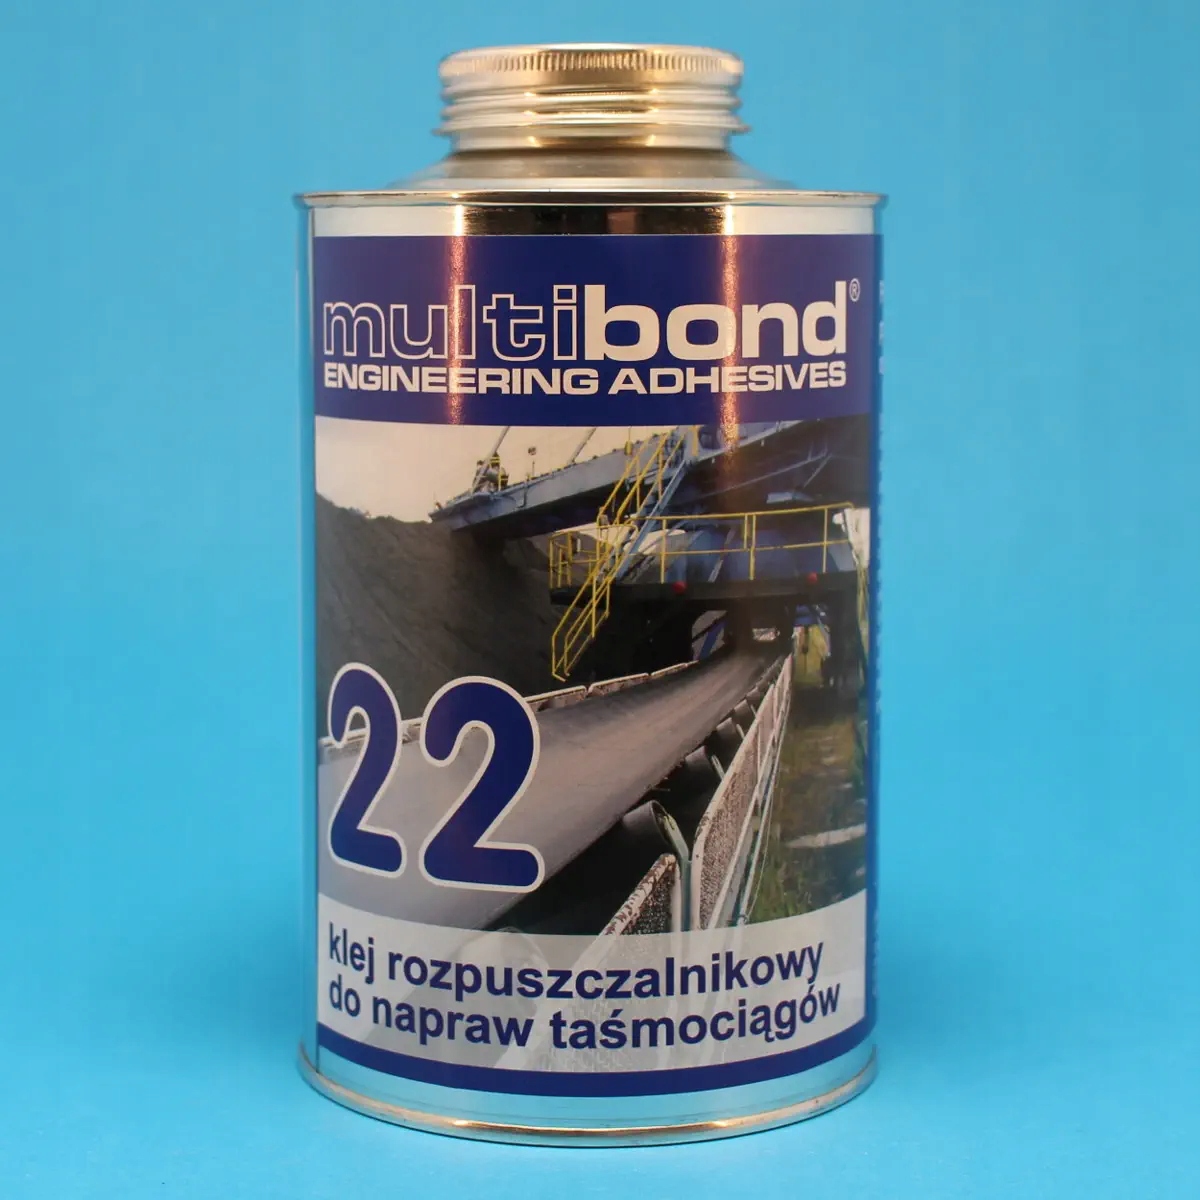 multibond®
ENGINEERING ADHESIVES
22
klej rozpuszczalnikowy
do napraw taśmociągów